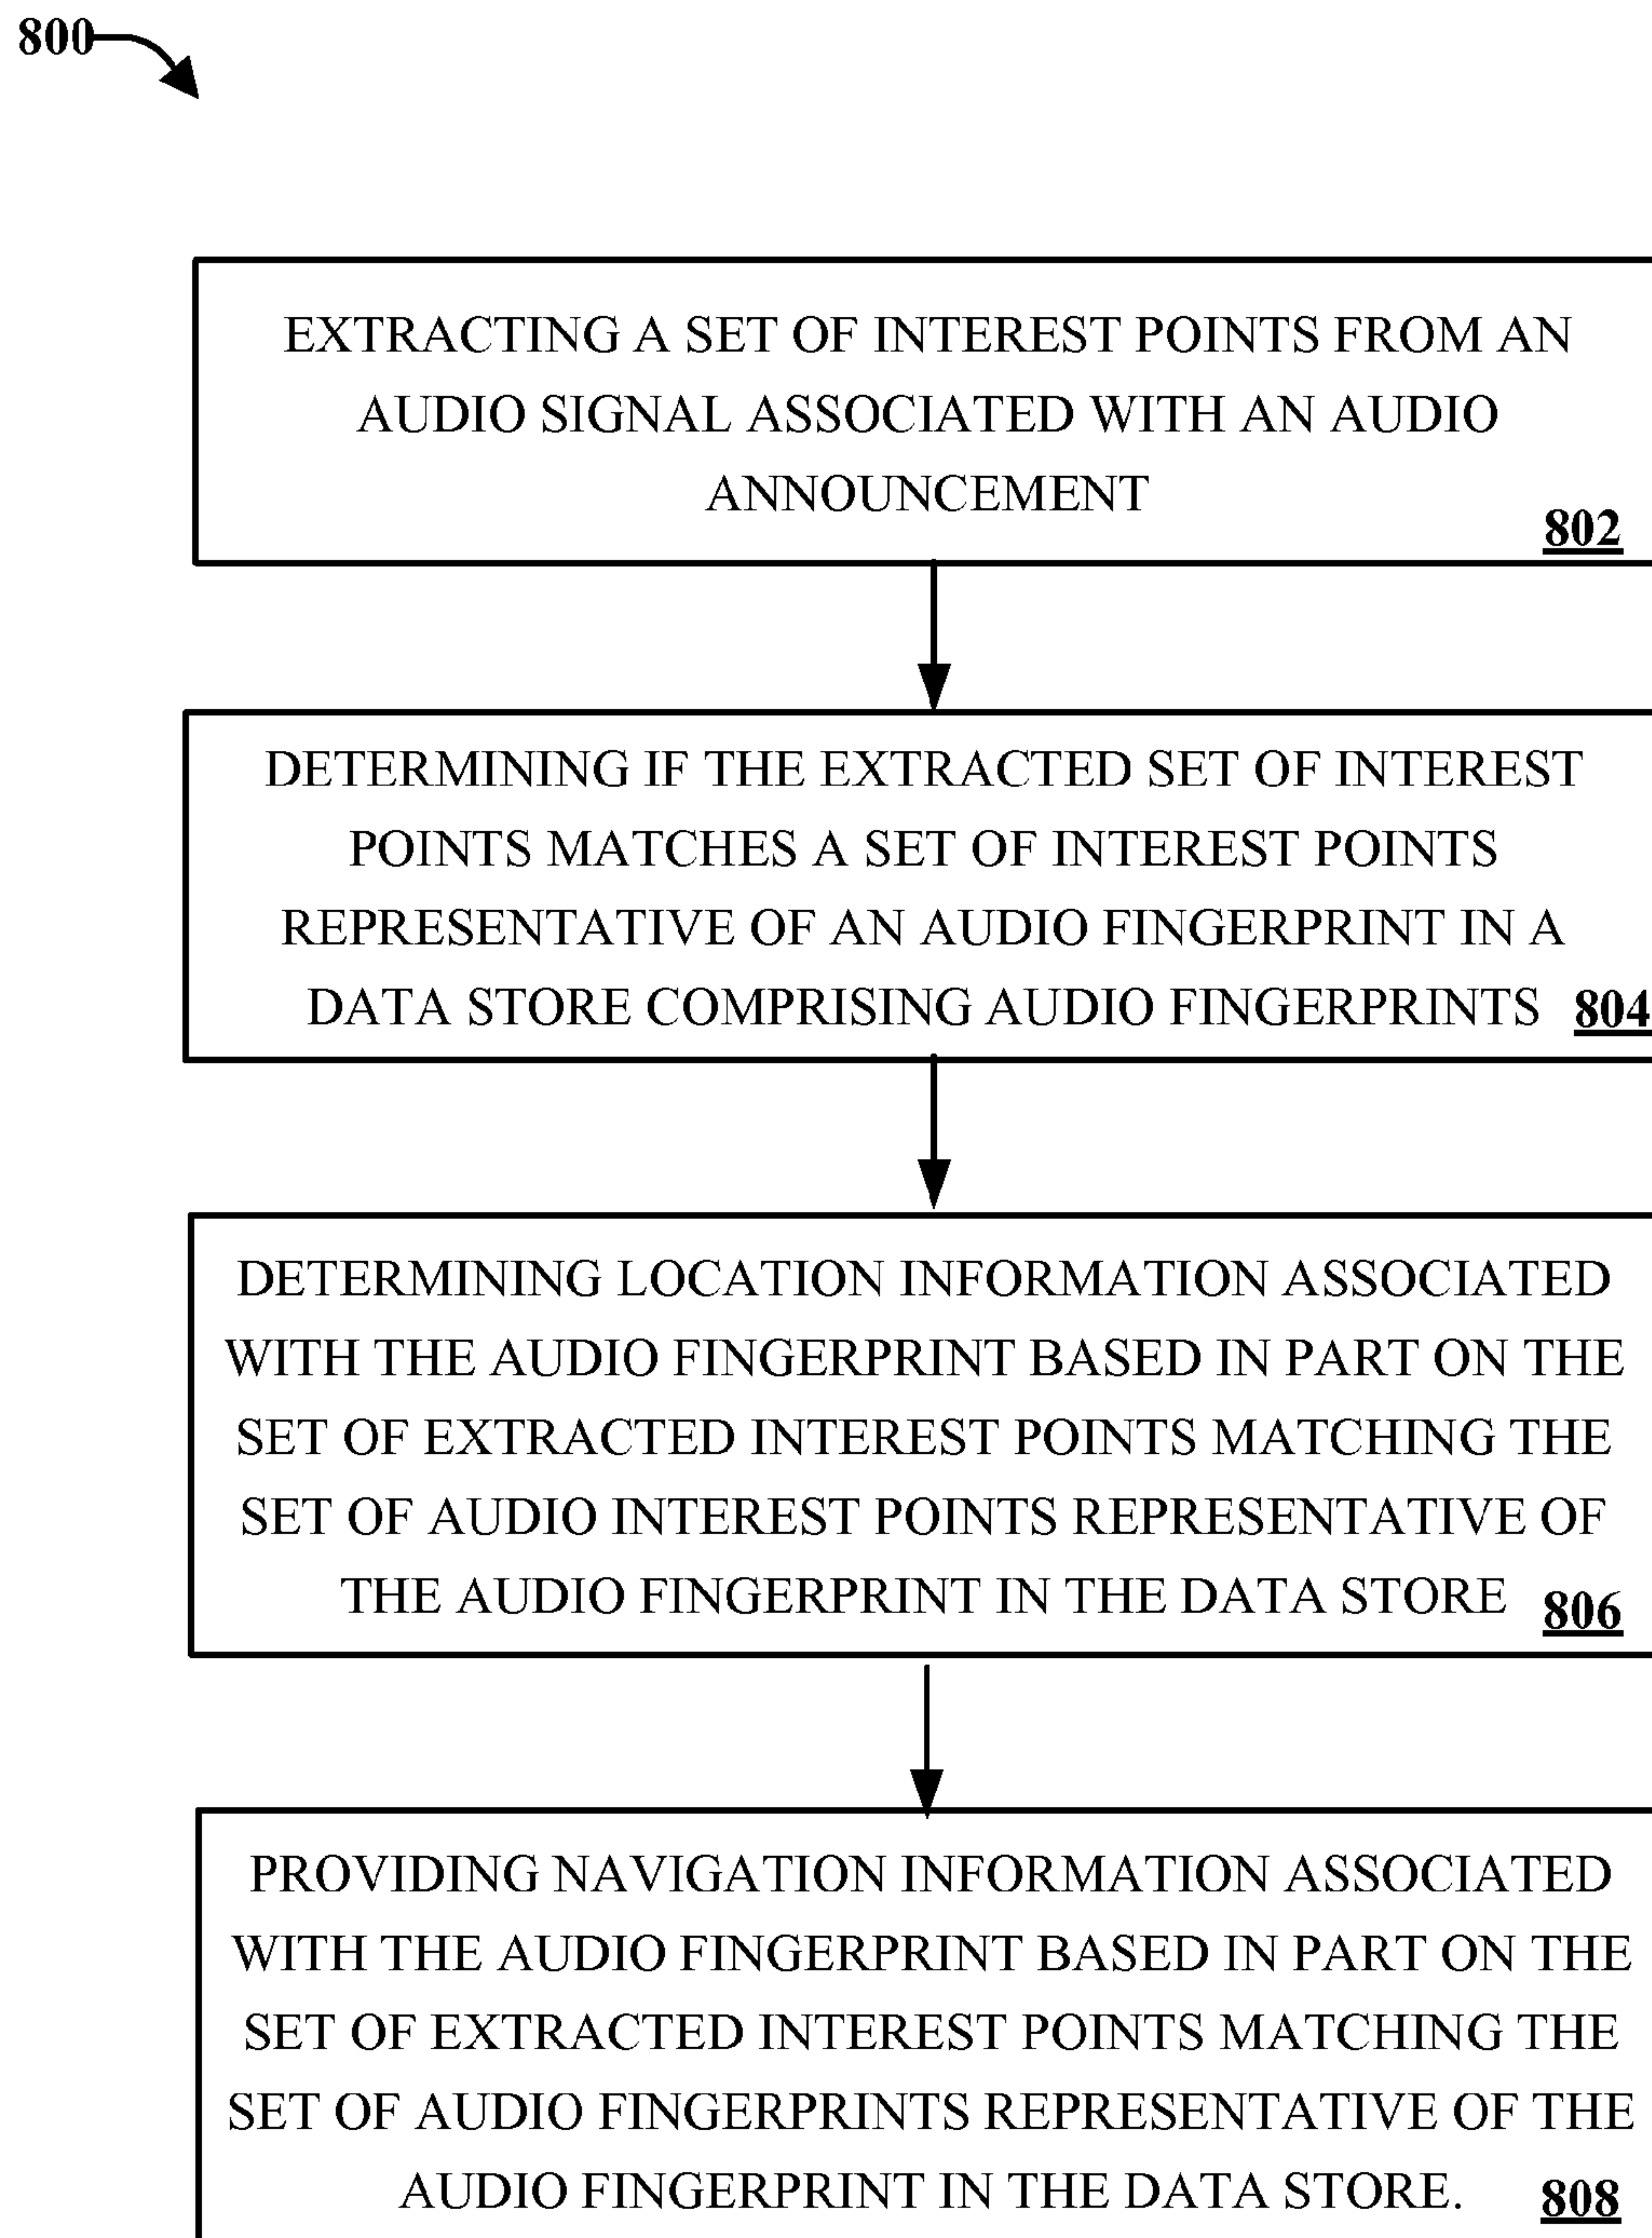 800
EXTRACTING A SET OF INTEREST POINTS FROM AN
AUDIO SIGNAL ASSOCIATED WITH AN AUDIO
ANNOUNCEMENT
802
DETERMINING IF THE EXTRACTED SET OF INTEREST
POINTS MATCHES A SET OF INTEREST POINTS
REPRESENTATIVE OF AN AUDIO FINGERPRINT IN A
DATA STORE COMPRISING AUDIO FINGERPRINTS 804
DETERMINING LOCATION INFORMATION ASSOCIATED
WITH THE AUDIO FINGERPRINT BASED IN PART ON THE
SET OF EXTRACTED INTEREST POINTS MATCHING THE
SET OF AUDIO INTEREST POINTS REPRESENTATIVE OF
THE AUDIO FINGERPRINT IN THE DATA STORE 806
PROVIDING NAVIGATION INFORMATION ASSOCIATED
WITH THE AUDIO FINGERPRINT BASED IN PART ON THE
SET OF EXTRACTED INTEREST POINTS MATCHING THE
SET OF AUDIO FINGERPRINTS REPRESENTATIVE OF THE
AUDIO FINGERPRINT IN THE DATA STORE. 808